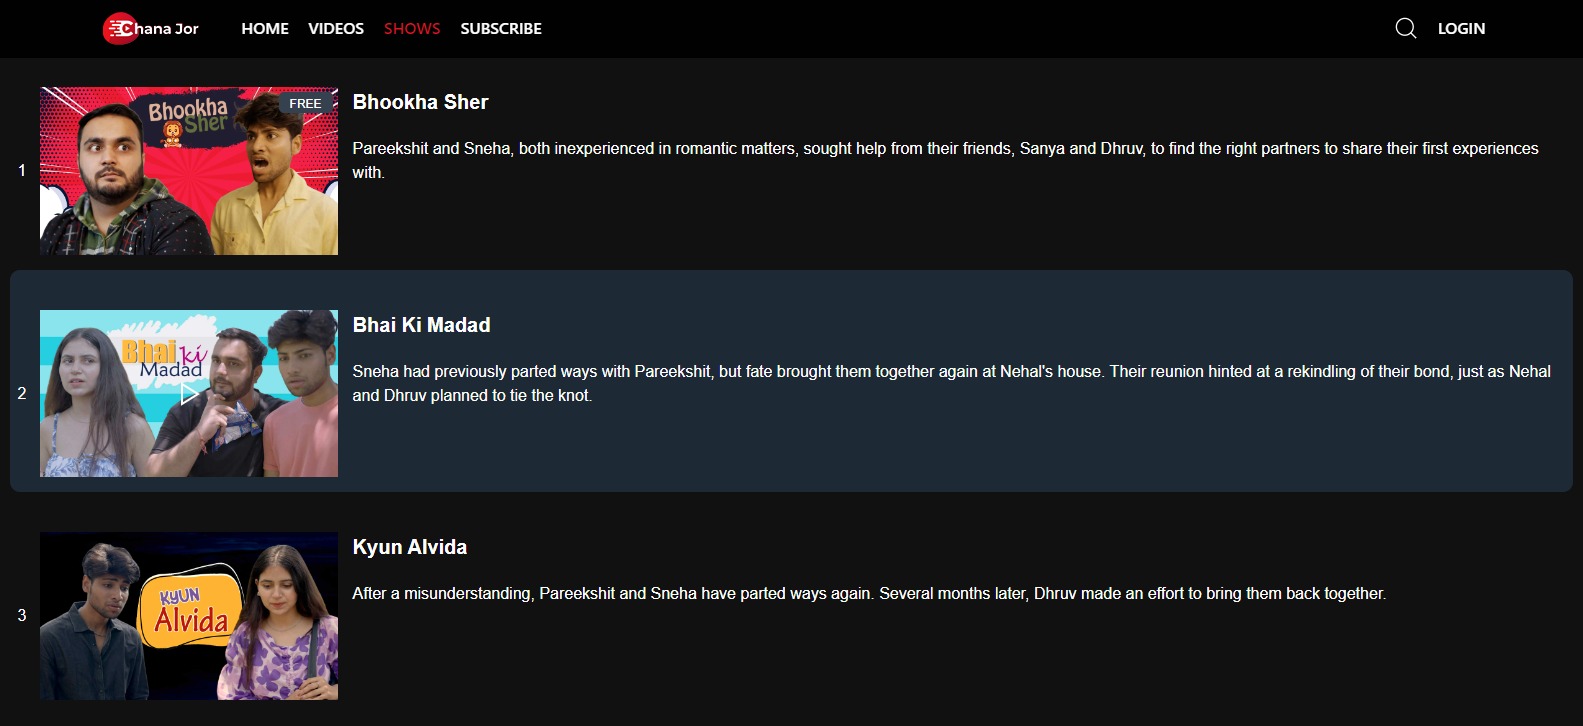 Chana Jor
HOME VIDEOS SHOWS SUBSCRIBE
LOGIN
1
Bhookha
Sher
FREE
Bhookha Sher
Pareekshit and Sneha, both inexperienced in romantic matters, sought help from their friends, Sanya and Dhruv, to find the right partners to share their first experiences
with.
2
Bhai ki
Madad
Bhai Ki Madad
Sneha had previously parted ways with Pareekshit, but fate brought them together again at Nehal's house. Their reunion hinted at a rekindling of their bond, just as Nehal
and Dhruv planned to tie the knot.
3
KYUN
Alvida
Kyun Alvida
After a misunderstanding, Pareekshit and Sneha have parted ways again. Several months later, Dhruv made an effort to bring them back together.